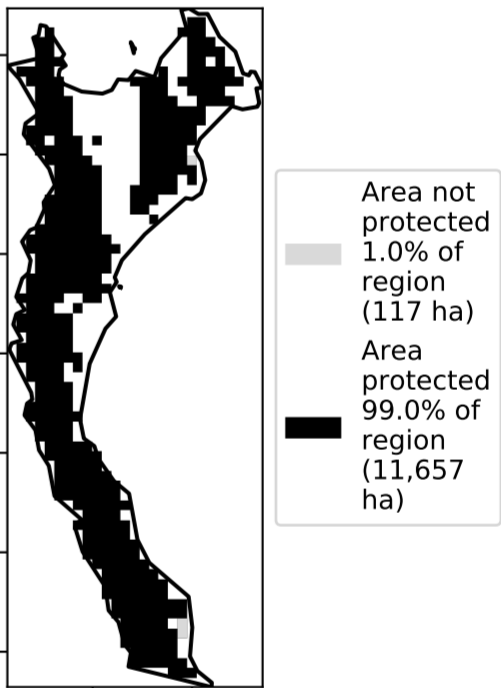 Area not
protected
1.0% of
region
(117 ha)
Area
protected
99.0% of
region
(11,657
ha)